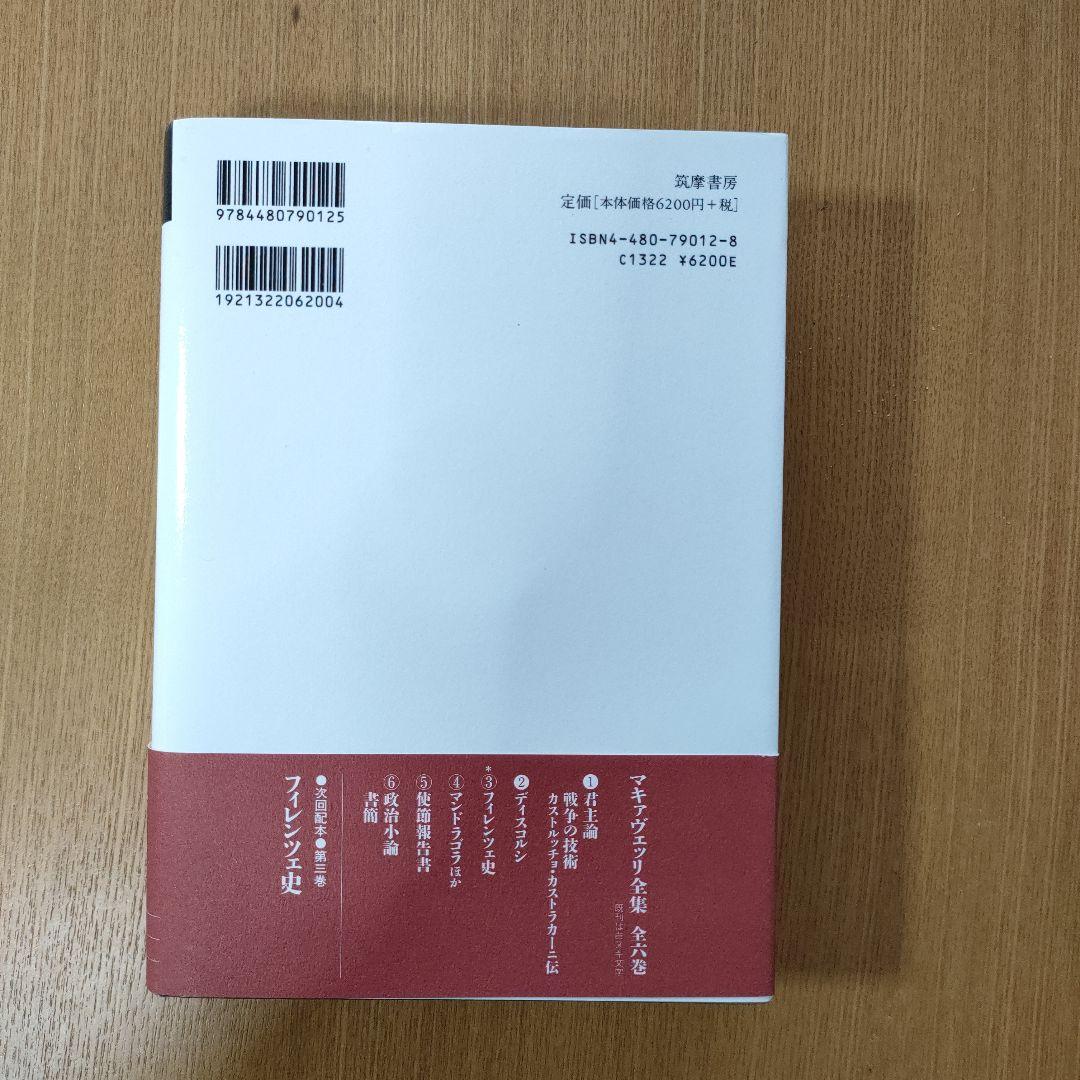 9784480790125
1921322062004
筑摩書房
定価[本体価格6200円+税]
ISBN4-480-79012-8
C1322 ¥6200E
マキァヴェッリ全集 全六巻
❶君主論
戦争の技術
カストルッチョ・カストラカーニ伝
❷ディスコルシ
*③フィレンツェ史
④マンドラゴラほか
⑤使節報告書
⑥政治小論
書簡
●次回配本●第三巻
フィレンツェ史